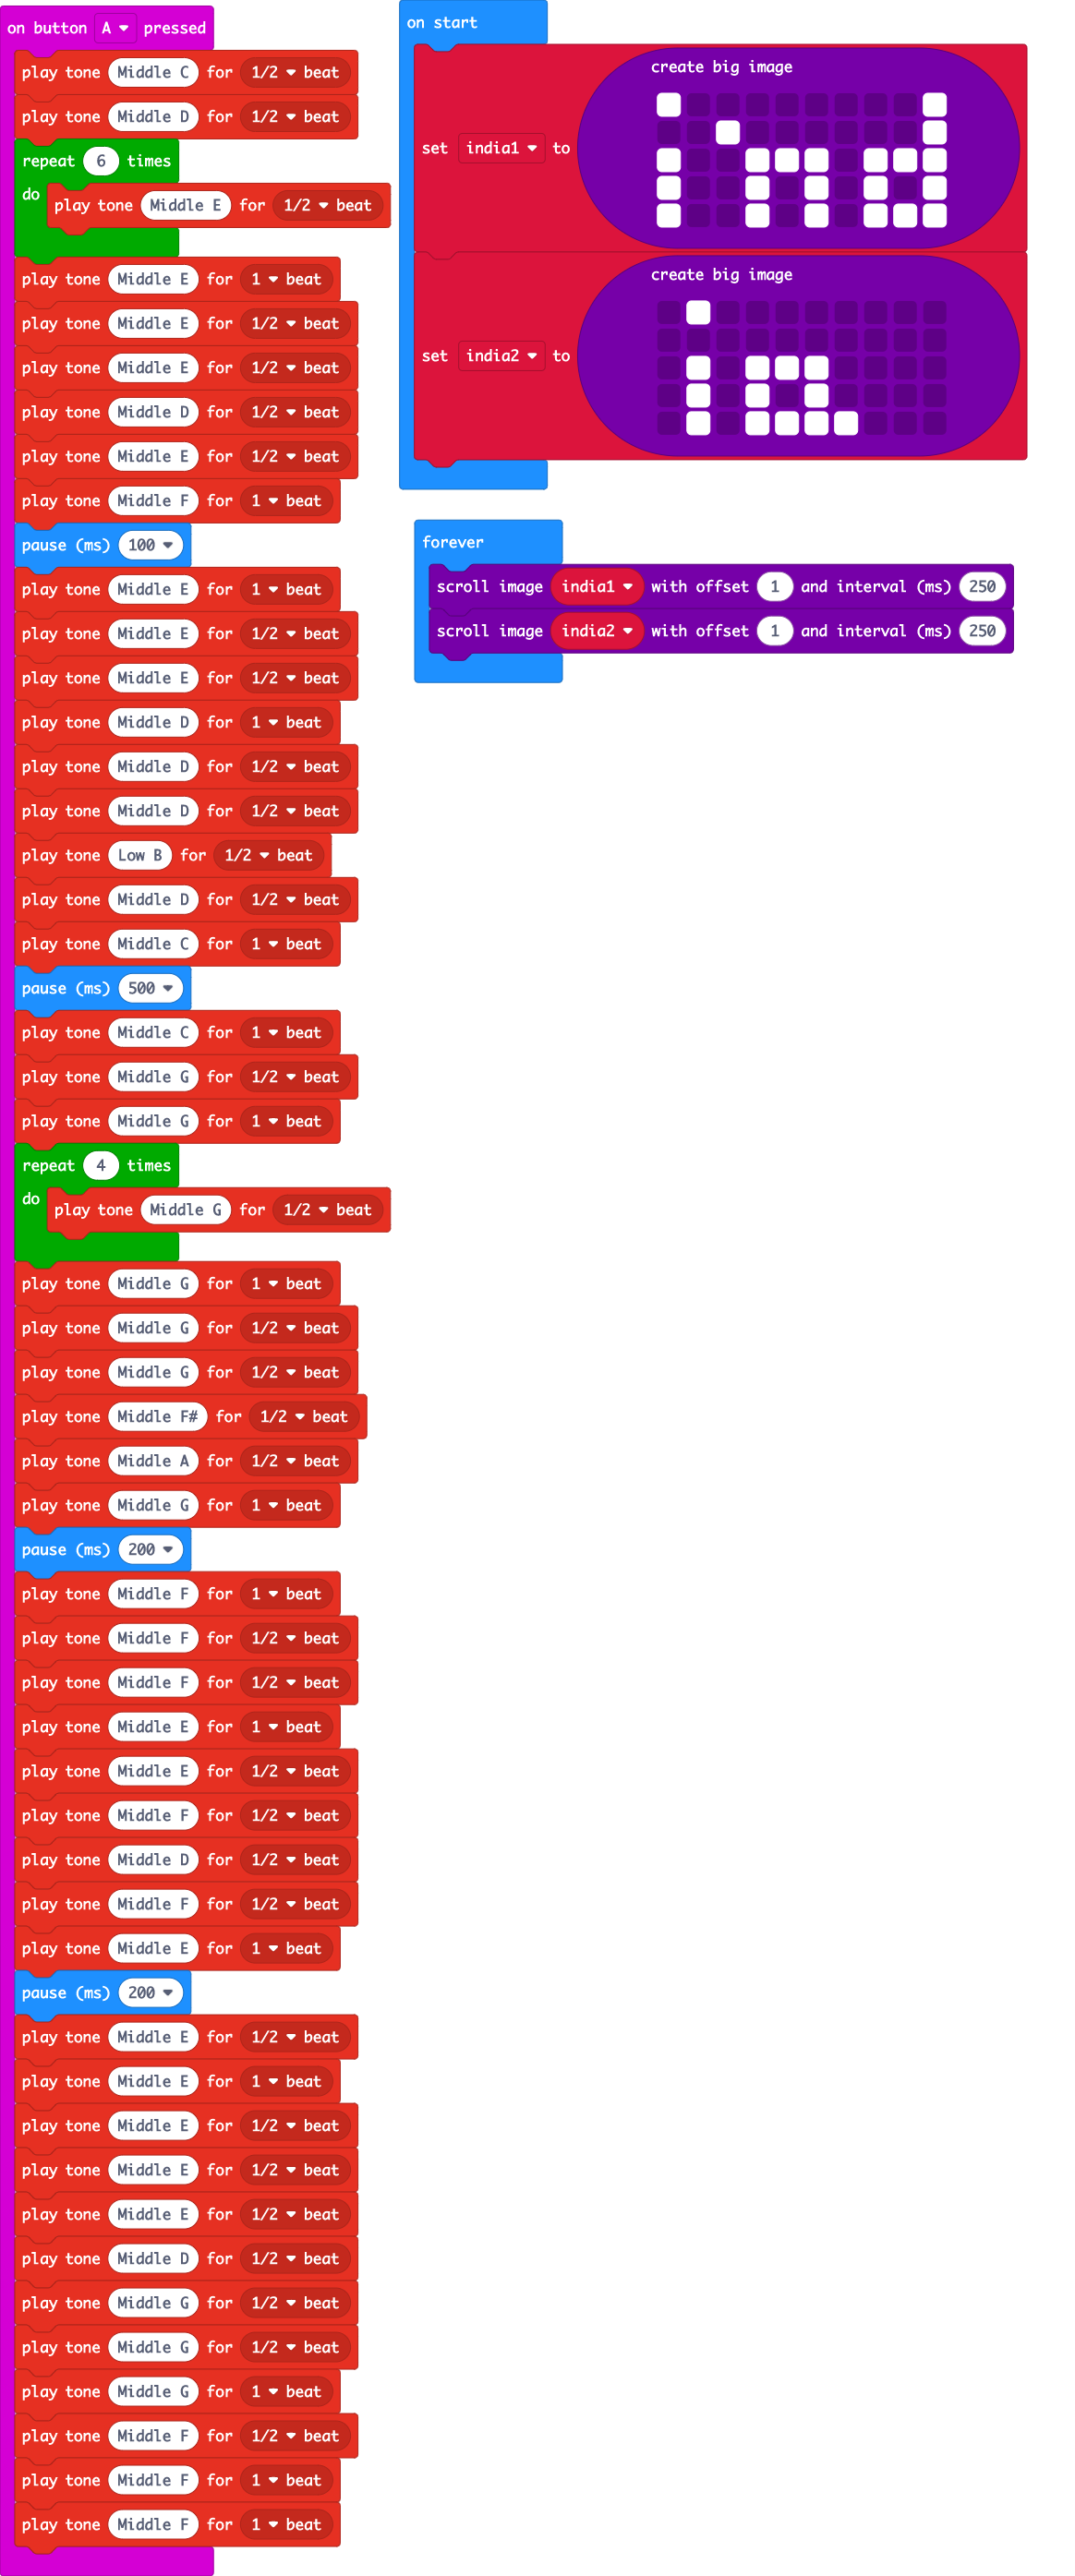 on button A pressed
play tone Middle C for 1/2 beat
play tone Middle D for 1/2 beat
repeat 6 times
do play tone Middle E for 1/2 beat
play tone Middle E for 1 beat
play tone Middle E for 1/2 beat
play tone Middle E for 1/2 beat
play tone Middle D for 1/2 beat
play tone Middle E for 1/2 beat
play tone Middle F for 1 beat
pause (ms) 100
play tone Middle E for 1 beat
play tone Middle E for 1/2 beat
play tone Middle E for 1/2 beat
play tone Middle D for 1 beat
play tone Middle D for 1/2 beat
play tone Middle D for 1/2 beat
play tone Low B for 1/2 beat
play tone Middle D for 1/2 beat
play tone Middle C for 1 beat
pause (ms) 500
play tone Middle C for 1 beat
play tone Middle G for 1/2 beat
play tone Middle G for 1 beat
repeat 4 times
do play tone Middle G for 1/2 beat
play tone Middle G for 1 beat
play tone Middle G for 1/2 beat
play tone Middle G for 1/2 beat
play tone Middle F# for 1/2 beat
play tone Middle A for 1/2 beat
play tone Middle G for 1 beat
pause (ms) 200
play tone Middle F for 1 beat
play tone Middle F for 1/2 beat
play tone Middle F for 1/2 beat
play tone Middle E for 1 beat
play tone Middle E for 1/2 beat
play tone Middle F for 1/2 beat
play tone Middle D for 1/2 beat
play tone Middle F for 1/2 beat
play tone Middle E for 1 beat
pause (ms) 200
play tone Middle E for 1/2 beat
play tone Middle E for 1 beat
play tone Middle E for 1/2 beat
play tone Middle E for 1/2 beat
play tone Middle E for 1/2 beat
play tone Middle D for 1/2 beat
play tone Middle G for 1/2 beat
play tone Middle G for 1/2 beat
play tone Middle G for 1 beat
play tone Middle F for 1/2 beat
play tone Middle F for 1 beat
play tone Middle F for 1 beat
on start
create big image
set india1 to
create big image
set india2 to
forever
scroll image india1 with offset 1 and interval (ms) 250
scroll image india2 with offset 1 and interval (ms) 250